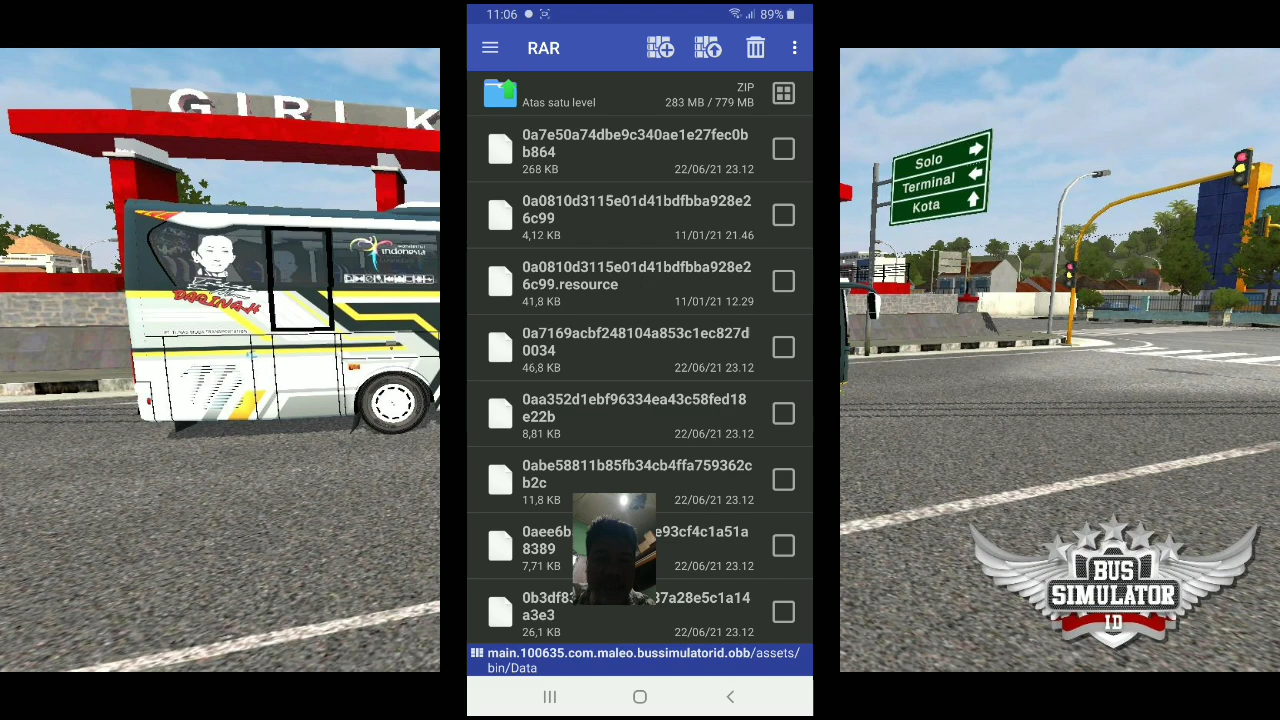 11:06
89%
RAR
ZIP
Atas satu level
283 MB / 779 MB
0a7e50a74dbe9c340ae1e27fec0b
b864
268 KB
22/06/21 23.12
0a0810d3115e01d41bdfbba928e2
6c99
4,12 KB
11/01/21 21.46
0a0810d3115e01d41bdfbba928e2
6c99.resource
41,8 KB
11/01/21 12.29
0a7169acbf248104a853c1ec827d
0034
46,8 KB
22/06/21 23.12
0aa352d1ebf96334ea43c58fed18
e22b
8,81 KB
22/06/21 23.12
0abe58811b85fb34cb4ffa759362c
b2c
11,8 KB
22/06/21 23.12
8389
7,71 KB
22/06/21 23.12
a3e3
26,1 KB
22/06/21 23.12
main.100635.com.maleo.bussimulatorid.obb/assets/
bin/Data
GIRI K
indonesia
Solo
Terminal
Kota
BUS
SIMULATOR
ID